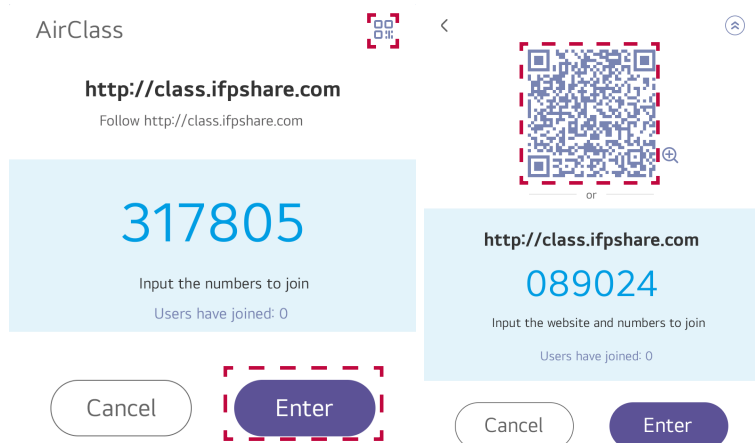 AirClass
http://class.ifpshare.com
Follow http://class.ifpshare.com
317805
Input the numbers to join
Users have joined: 0
Cancel
Enter
or
http://class.ifpshare.com
089024
Input the website and numbers to join
Users have joined: 0
Cancel
Enter